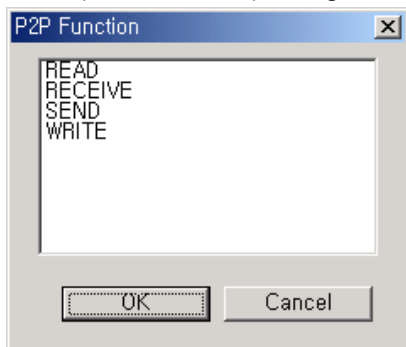 P2P Function
READ
RECEIVE
SEND
WRITE
OK
Cancel